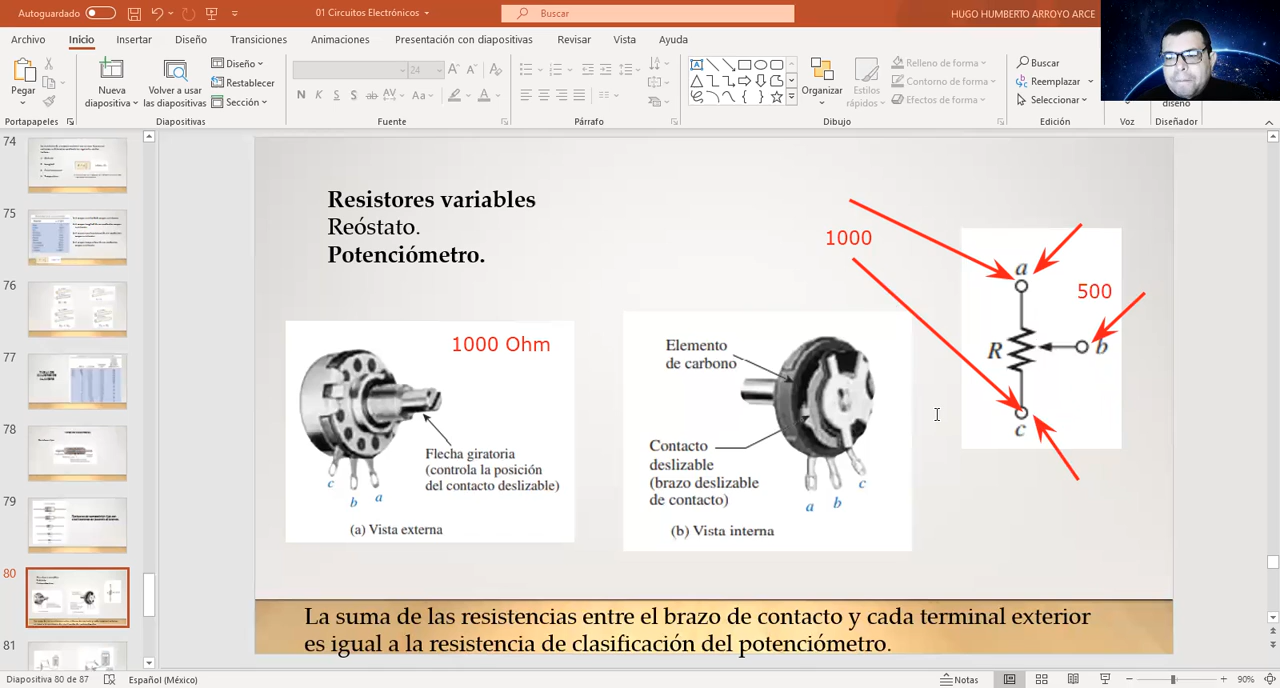 Autoguardado
01 Circuitos Electrónicos
Buscar
HUGO HUMBERTO ARROYO ARCE
Archivo
Inicio
Insertar
Diseño
Transiciones
Animaciones
Presentación con diapositivas
Revisar
Vista
Ayuda
Pegar
Nueva
diapositiva
Volver a usar
las diapositivas
Diseño
Restablecer
Sección
24
N K S S ab AV Aa A
Organizar
Estilos
rápidos
Relleno de forma
Contorno de forma
Efectos de forma
Buscar
Reemplazar
Seleccionar
diseño
Portapapeles
Diapositivas
Fuente
Párrafo
Dibujo
Edición
Voz
Diseñador
74
75
76
77
78
79
80
81
Resistores variables
Reóstato.
Potenciómetro.
1000 Ohm
Flecha giratoria
(controla la posición
del contacto deslizable)
c
b
a
(a) Vista externa
Elemento
de carbono
Contacto
deslizable
(brazo deslizable
de contacto)
a
b
c
(b) Vista interna
1000
a
500
R
b
c
La suma de las resisencias entre el brazo de contacto y cada terminal exterior
es igual a la resistencia de clasificación del potenciómetro.
Diapositiva 80 de 87
Español (México)
Notas
90%